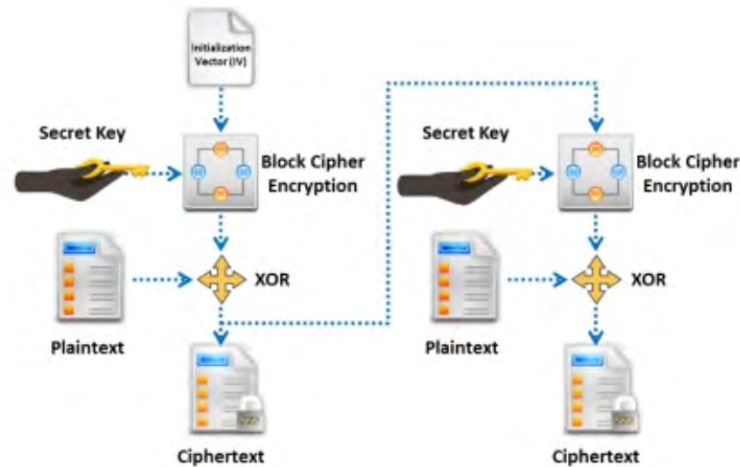 Initialization
Vector (IV)
Secret Key
Block Cipher
Encryption
Secret Key
Block Cipher
Encryption
XOR
XOR
Plaintext
Plaintext
Ciphertext
Ciphertext